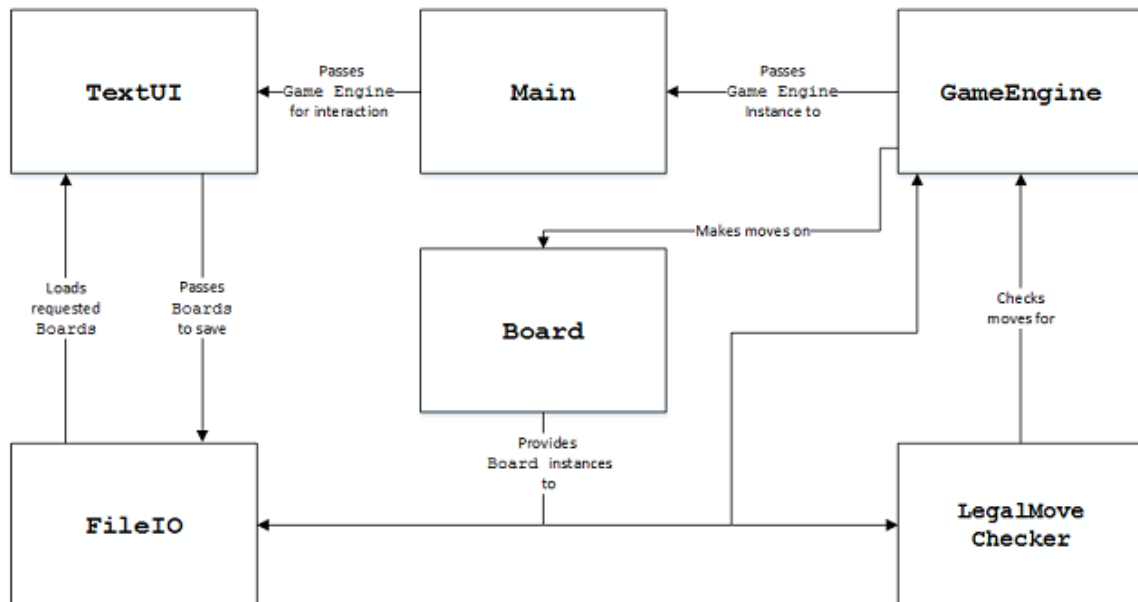 TextUI
Passes
Game Engine
for interaction
Main
Passes
Game Engine
Instance to
GameEngine
Makes moves on
Loads
requested
Boards
Passes
Boards
to save
Board
Checks
moves for
Provides
Board instances
to
FileIO
LegalMove
Checker